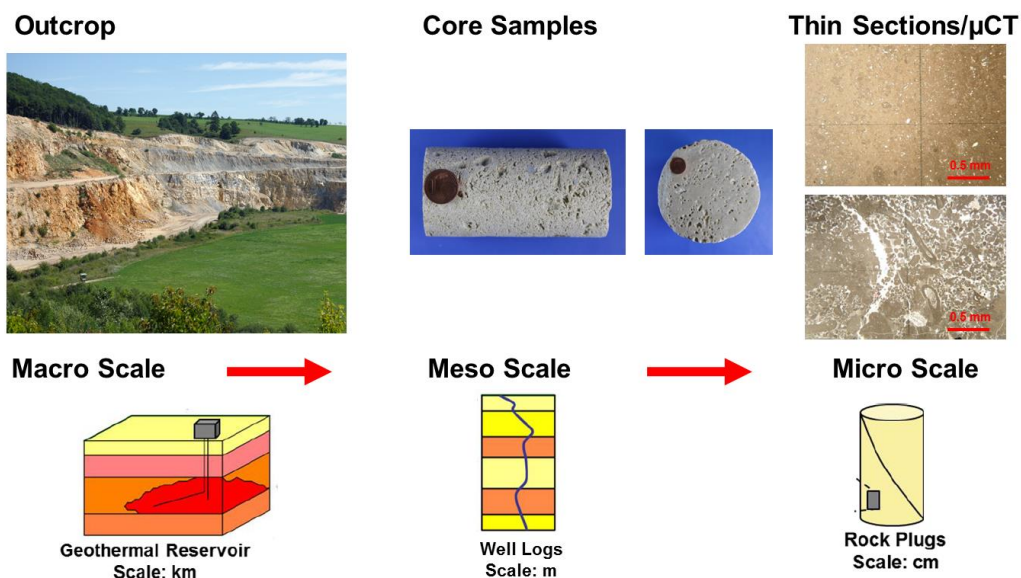 Outcrop
Core Samples
Thin Sections/µCT
0.5 mm
0.5 mm
Macro Scale
Meso Scale
Micro Scale
Geothermal Reservoir
Scale: km
Well Logs
Scale: m
Rock Plugs
Scale: cm